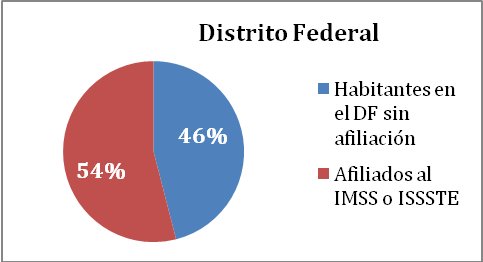 Distrito Federal
46%
54%
Habitantes en
el DF sin
afiliación
Afiliados al
IMSS o ISSSTE